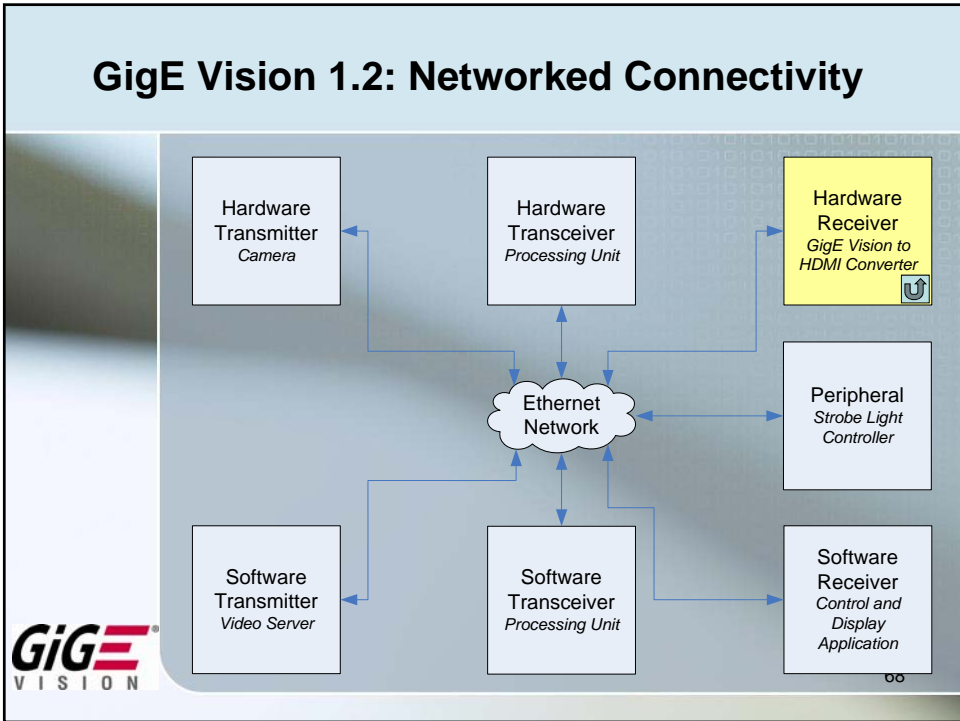 GigE Vision 1.2: Networked Connectivity
Hardware
Transmitter
Camera
Hardware
Transceiver
Processing Unit
Hardware
Receiver
GigE Vision to
HDMI Converter
Ethernet
Network
Peripheral
Strobe Light
Controller
Software
Transmitter
Video Server
Software
Transceiver
Processing Unit
Software
Receiver
Control and
Display
Application
GiGE®
VISION
68